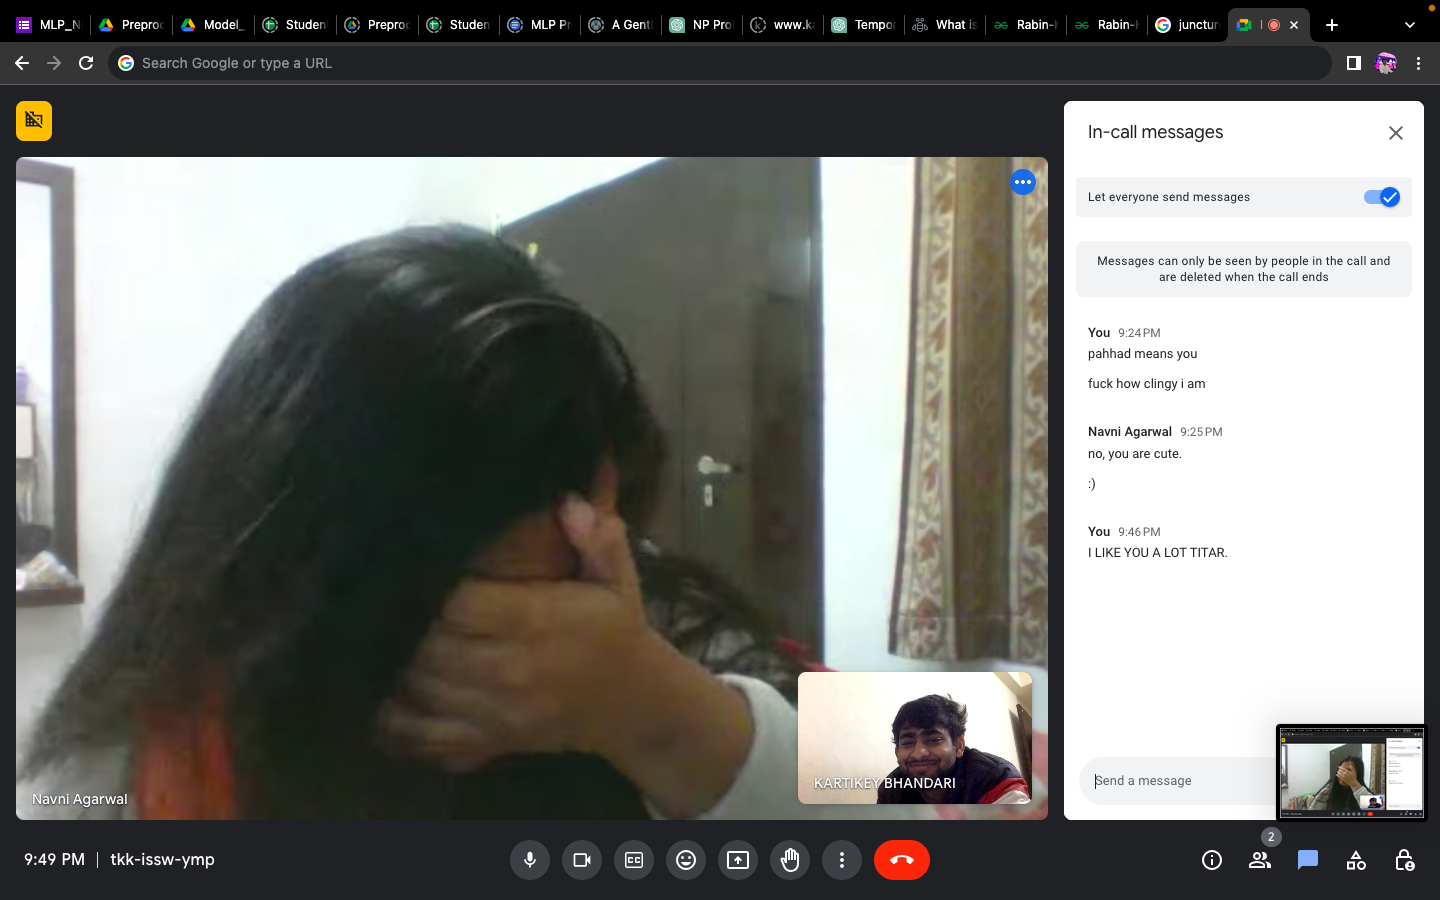 MLP_N
Preproc
Model_
Studen
Preproc
Studen
MLP Pr
A Gent
NP Pro
www.ka
Tempor
What is
Rabin-K
Rabin-K
junctur
Search Google or type a URL
In-call messages
Let everyone send messages
Messages can only be seen by people in the call and
are deleted when the call ends
You 9:24 PM
pahhad means you
fuck how clingy i am
Navni Agarwal 9:25 PM
no, you are cute.
:)
You 9:46 PM
I LIKE YOU A LOT TITAR.
Send a message
KARTIKEY BHANDARI
Navni Agarwal
9:49 PM | tkk-issw-ymp
CC
2